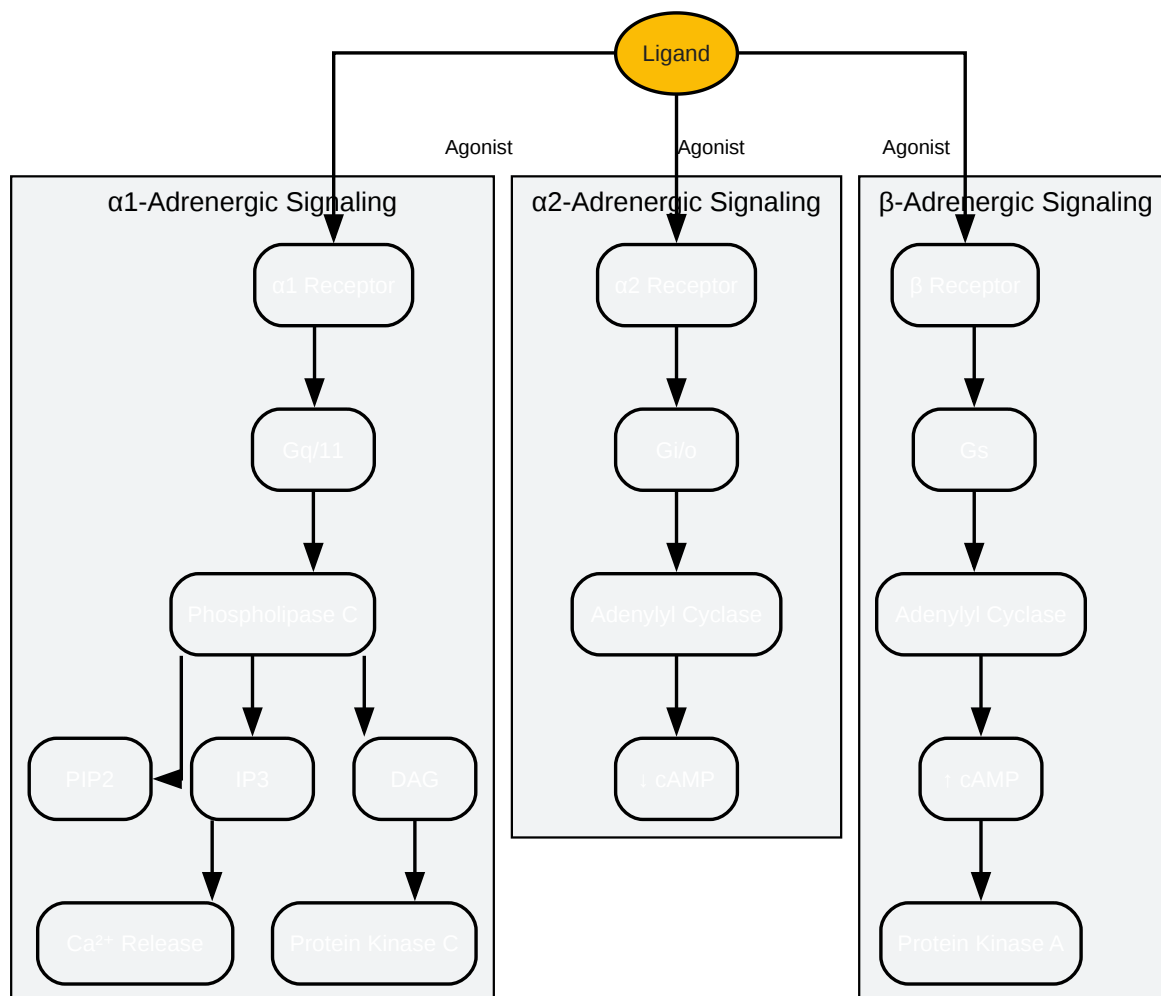 Ligand
Agonist
Agonist
Agonist
α1-Adrenergic Signaling
α2-Adrenergic Signaling
β-Adrenergic Signaling
α1 Receptor
α2 Receptor
β Receptor
Gq/11
Gi/o
Gs
Phospholipase C
Adenylyl Cyclase
Adenylyl Cyclase
PIP2
IP3
DAG
↓ cAMP
↑ cAMP
Ca²⁺ Release
Protein Kinase C
Protein Kinase A